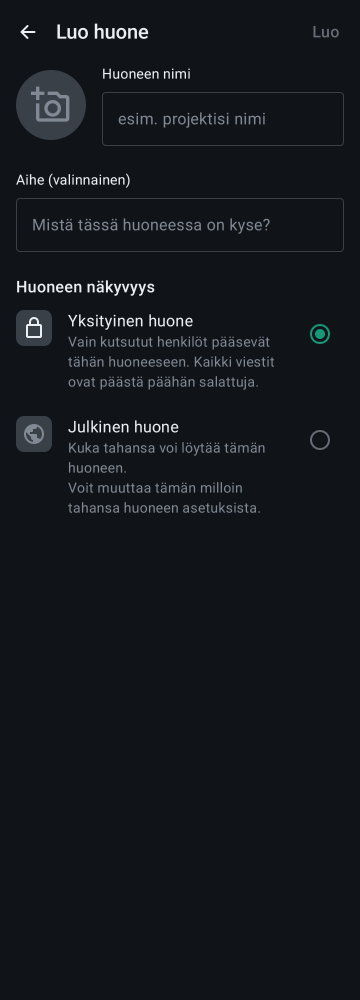 Luo huone
Luo
Huoneen nimi
esim. projektisi nimi
Aihe (valinnainen)
Mistä tässä huoneessa on kyse?
Huoneen näkyvyys
Yksityinen huone
Vain kutsutut henkilöt pääsevät
tähän huoneeseen. Kaikki viestit
ovat päästä päähän salattuja.
Julkinen huone
Kuka tahansa voi löytää tämän
huoneen.
Voit muuttaa tämän milloin
tahansa huoneen asetuksista.